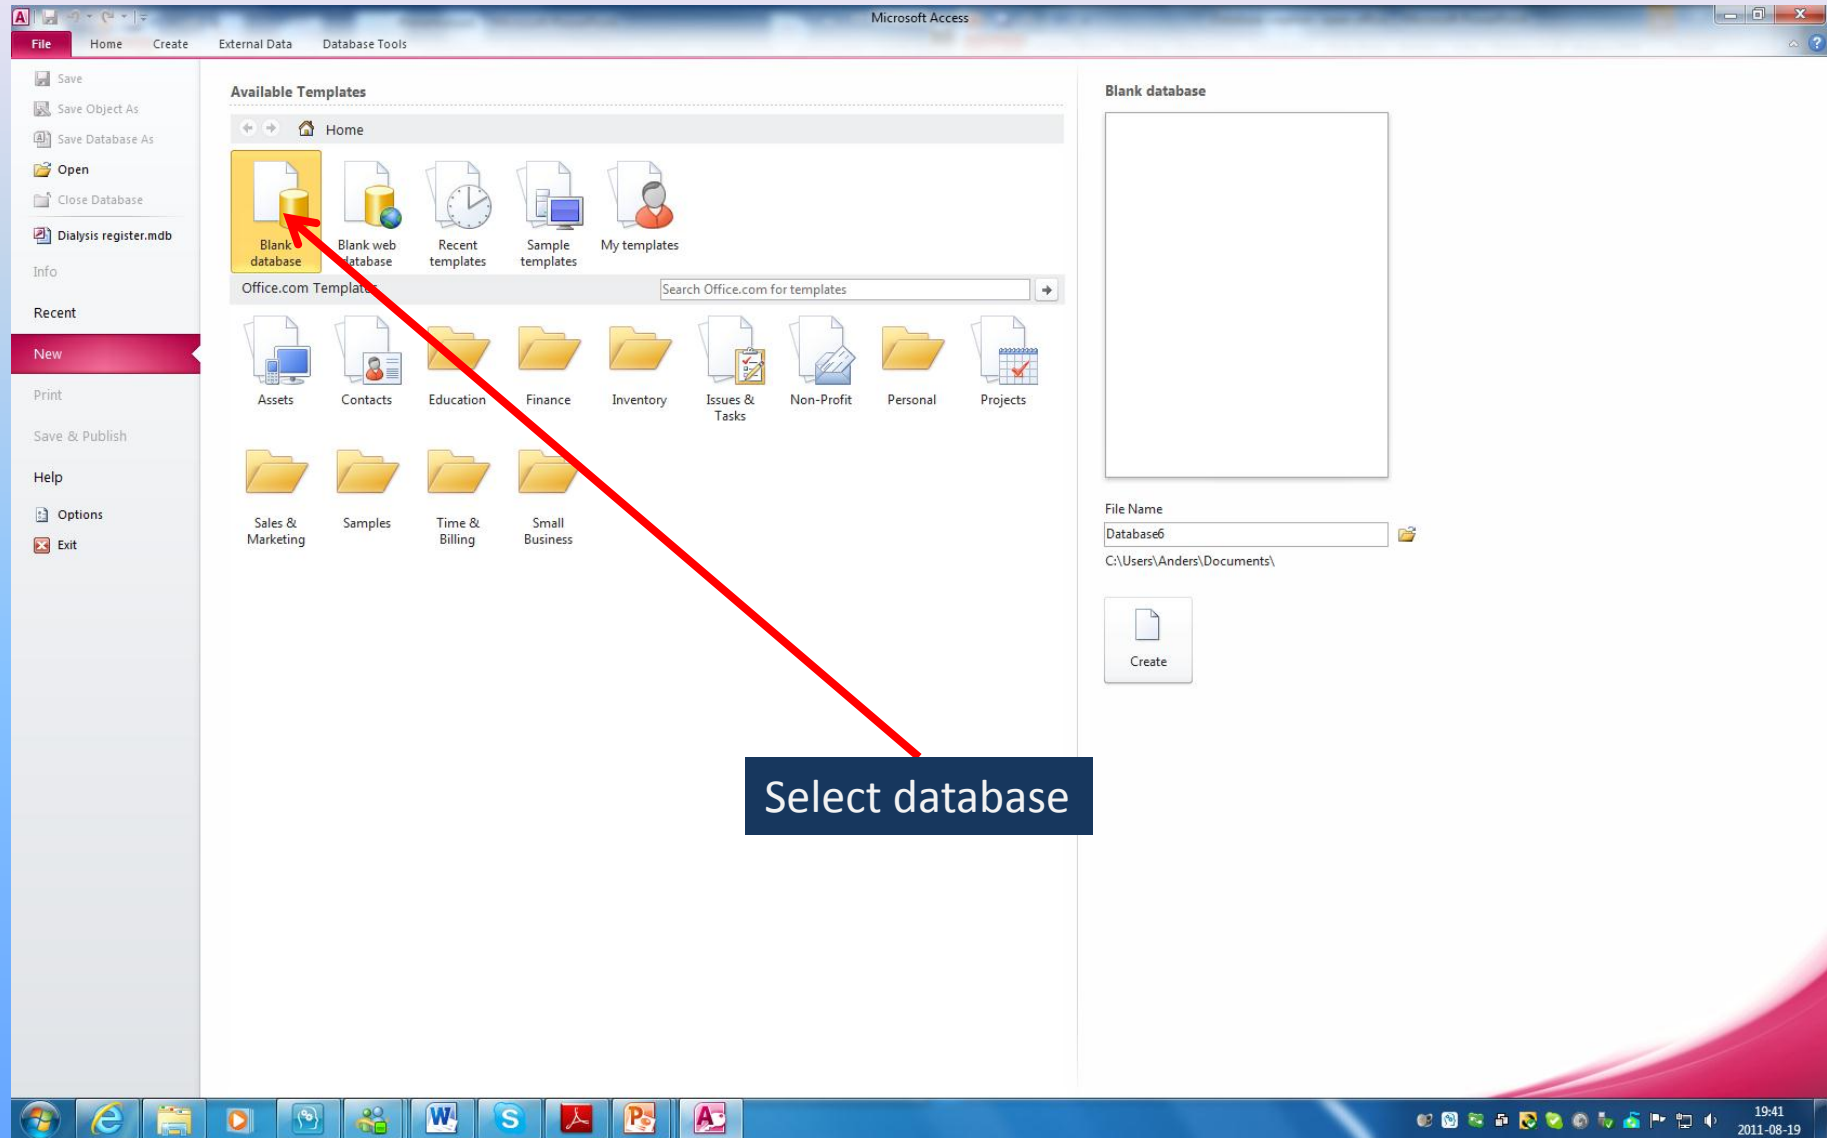 Microsoft Access
File Home Create External Data Database Tools
Save
Save Object As
Save Database As
Open
Close Database
Dialysis register.mdb
Info
Recent
New
Print
Save & Publish
Help
Options
Exit
Available Templates
Home
Blank database
Blank web database
Recent templates
Sample templates
My templates
Office.com Templates
Search Office.com for templates
Assets
Contacts
Education
Finance
Inventory
Issues & Tasks
Non-Profit
Personal
Projects
Sales & Marketing
Samples
Time & Billing
Small Business
Blank database
File Name
Database6
C:\Users\Anders\Documents\
Create
Select database
19:41
2011-08-19